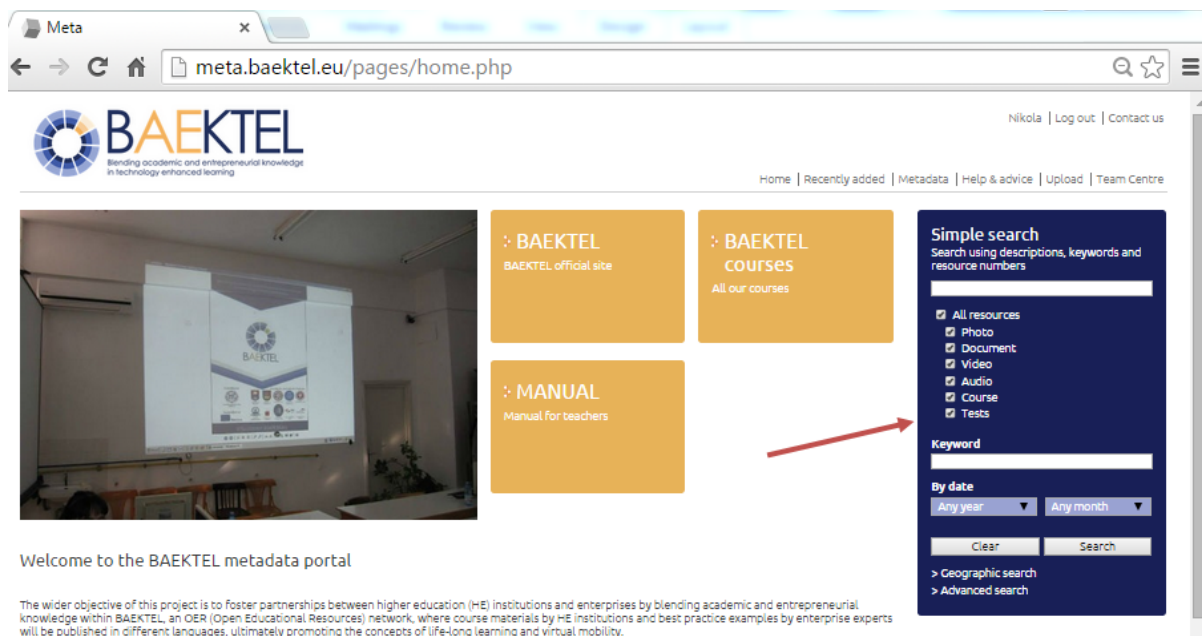 Meta
meta.baektel.eu/pages/home.php
BAEKTEL
Blending academic and entrepreneurial knowledge
in technology enhanced learning
Nikola | Log out | Contact us
Home | Recently added | Metadata | Help & advice | Upload | Team Centre
BAEKTEL
BAEKTEL
BAEKTEL official site
BAEKTEL
courses
All our courses
MANUAL
Manual for teachers
Simple search
Search using descriptions, keywords and
resource numbers
All resources
Photo
Document
Video
Audio
Course
Tests
Keyword
By date
Any year Any month
Clear Search
> Geographic search
> Advanced search
Welcome to the BAEKTEL metadata portal
The wider objective of this project is to foster partnerships between higher education (HE) institutions and enterprises by blending academic and entrepreneurial
knowledge within BAEKTEL, an OER (Open Educational Resources) network, where course materials by HE institutions and best practice examples by enterprise experts
will be published in different languages, ultimately promoting the concepts of life-long learning and virtual mobility.